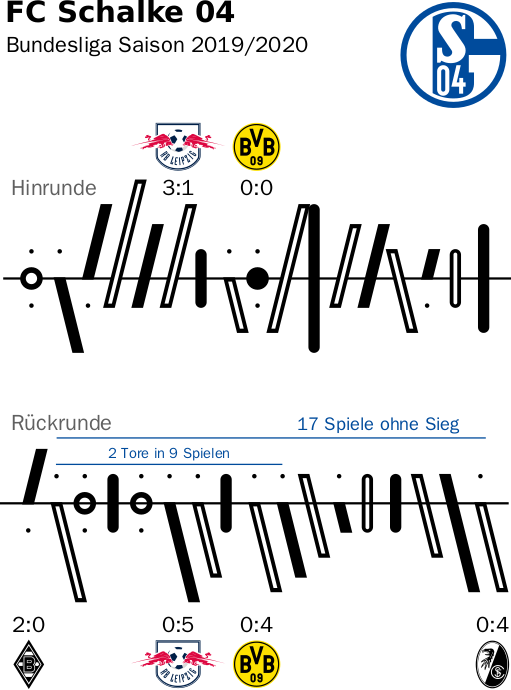 FC Schalke 04
Bundesliga Saison 2019/2020
S
04
RB LEIPZIG
BVB
09
Hinrunde
3:1
0:0
Rückrunde
17 Spiele ohne Sieg
2 Tore in 9 Spielen
2:0
0:5
0:4
0:4
B
RB LEIPZIG
BVB
09
SC